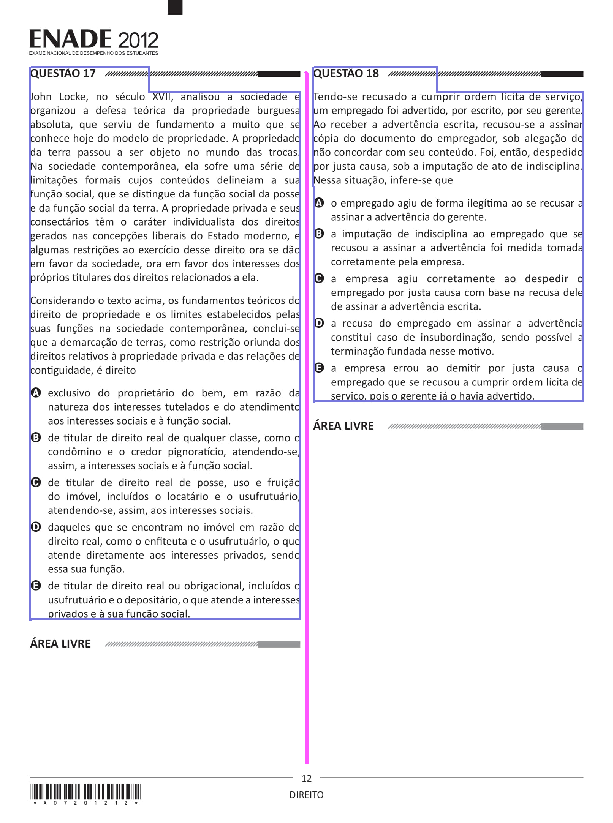 ENADE 2012
EXAME NACIONAL DE DESEMPENHO DOS ESTUDANTES
QUESTÃO 17
John Locke, no século XVII, analisou a sociedade e
organizou a defesa teórica da propriedade burguesa
absoluta, que serviu de fundamento a muito que se
conhece hoje do modelo de propriedade. A propriedade
da terra passou a ser objeto no mundo das trocas.
Na sociedade contemporânea, ela sofre uma série de
limitações formais cujos conteúdos delineiam a sua
função social, que se distingue da função social da posse
e da função social da terra. A propriedade privada e seus
consectários têm o caráter individualista dos direitos
gerados nas concepções liberais do Estado moderno, e
algumas restrições ao exercício desse direito ora se dão
em favor da sociedade, ora em favor dos interesses dos
próprios titulares dos direitos relacionados a ela.
Considerando o texto acima, os fundamentos teóricos do
direito de propriedade e os limites estabelecidos pelas
suas funções na sociedade contemporânea, conclui-se
que a demarcação de terras, como restrição oriunda dos
direitos relativos à propriedade privada e das relações de
contiguidade, é direito
A exclusivo do proprietário do bem, em razão da
natureza dos interesses tutelados e do atendimento
aos interesses sociais e à função social.
B de titular de direito real de qualquer classe, como o
condômino e o credor pignoratício, atendendo-se,
assim, a interesses sociais e à função social.
C de titular de direito real de posse, uso e fruição
do imóvel, incluídos o locatário e o usufrutuário,
atendendo-se, assim, aos interesses sociais.
D daqueles que se encontram no imóvel em razão de
direito real, como o enfiteuta e o usufrutuário, o que
atende diretamente aos interesses privados, sendo
essa sua função.
E de titular de direito real ou obrigacional, incluídos o
usufrutuário e o depositário, o que atende a interesses
privados e à sua função social.
ÁREA LIVRE
QUESTÃO 18
Tendo-se recusado a cumprir ordem lícita de serviço,
um empregado foi advertido, por escrito, por seu gerente.
Ao receber a advertência escrita, recusou-se a assinar
cópia do documento do empregador, sob alegação de
não concordar com seu conteúdo. Foi, então, despedido
por justa causa, sob a imputação de ato de indisciplina.
Nessa situação, infere-se que
A o empregado agiu de forma ilegítima ao se recusar a
assinar a advertência do gerente.
B a imputação de indisciplina ao empregado que se
recusou a assinar a advertência foi medida tomada
corretamente pela empresa.
C a empresa agiu corretamente ao despedir o
empregado por justa causa com base na recusa dele
de assinar a advertência escrita.
D a recusa do empregado em assinar a advertência
constitui caso de insubordinação, sendo possível a
terminação fundada nesse motivo.
E a empresa errou ao demitir por justa causa o
empregado que se recusou a cumprir ordem lícita de
serviço, pois o gerente já o havia advertido.
ÁREA LIVRE
12
DIREITO
*A07201212*